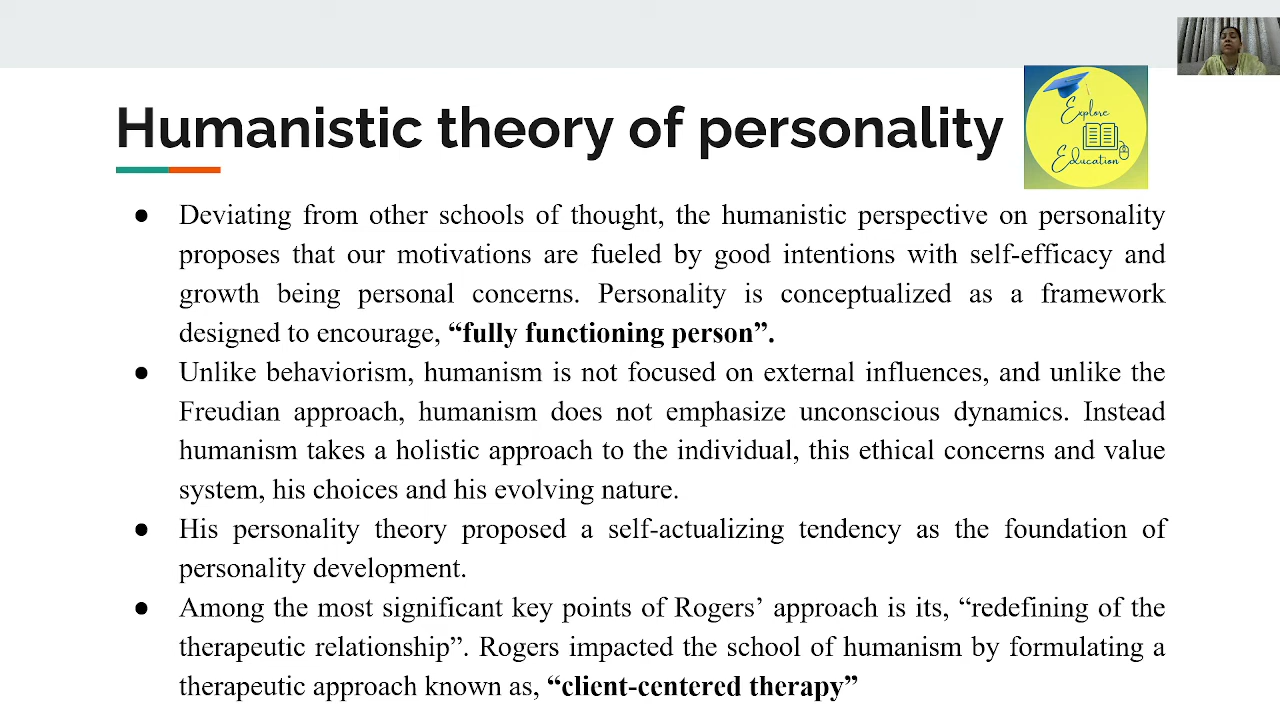 Humanistic theory of personality
Explore
Education
● Deviating from other schools of thought, the humanistic perspective on personality
proposes that our motivations are fueled by good intentions with self-efficacy and
growth being personal concerns. Personality is conceptualized as a framework
designed to encourage, “fully functioning person”.
● Unlike behaviorism, humanism is not focused on external influences, and unlike the
Freudian approach, humanism does not emphasize unconscious dynamics. Instead
humanism takes a holistic approach to the individual, this ethical concerns and value
system, his choices and his evolving nature.
● His personality theory proposed a self-actualizing tendency as the foundation of
personality development.
● Among the most significant key points of Rogers’ approach is its, “redefining of the
therapeutic relationship”. Rogers impacted the school of humanism by formulating a
therapeutic approach known as, “client-centered therapy”